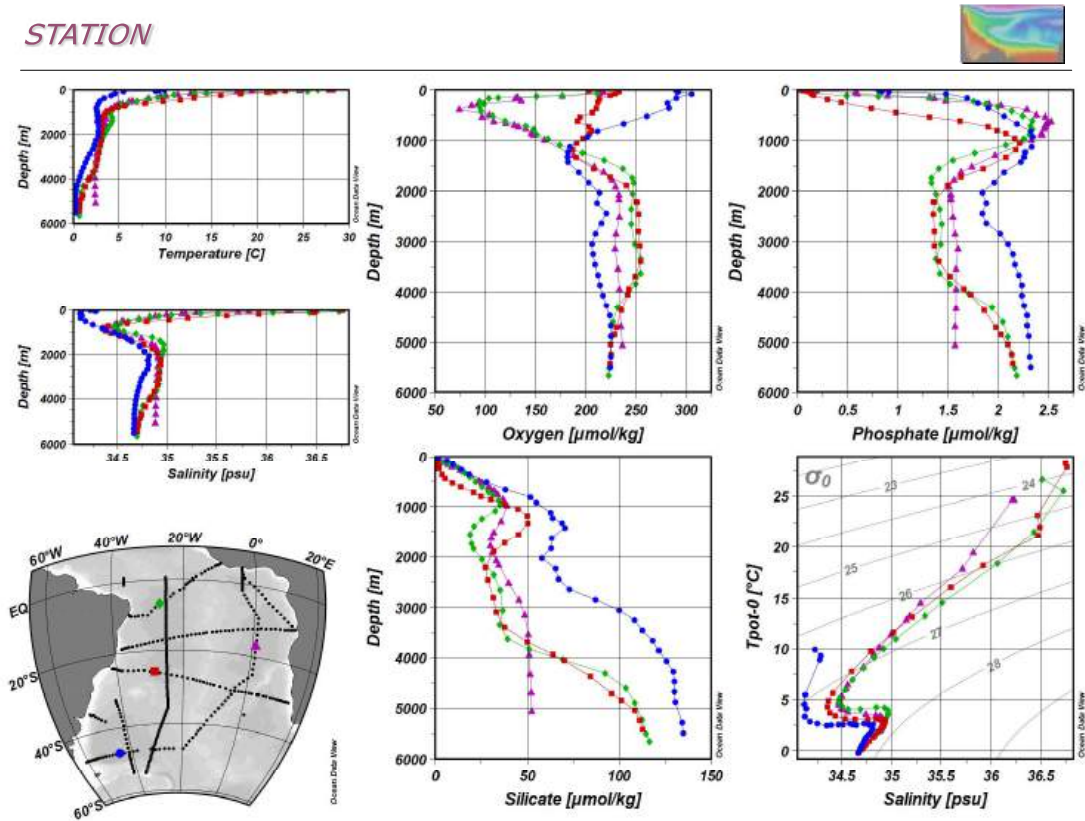 STATION
0
2000
4000
6000
Depth [m]
0 5 10 15 20 25 30
Temperature [C]
Ocean Data View
0
2000
4000
6000
Depth [m]
34.5 35 35.5 36 36.5
Salinity [psu]
Ocean Data View
0
1000
2000
3000
4000
5000
6000
Depth [m]
50 100 150 200 250 300
Oxygen [µmol/kg]
Ocean Data View
0
1000
2000
3000
4000
5000
6000
Depth [m]
0 0.5 1 1.5 2 2.5
Phosphate [µmol/kg]
Ocean Data View
60°W 40°W 20°W 0° 20°E
EQ
20°S
40°S
60°S
Ocean Data View
0
1000
2000
3000
4000
5000
6000
Depth [m]
0 50 100 150
Silicate [µmol/kg]
Ocean Data View
σ0
23
24
25
26
27
28
25
20
15
10
5
0
Tpot-0 [°C]
34.5 35 35.5 36 36.5
Salinity [psu]
Ocean Data View